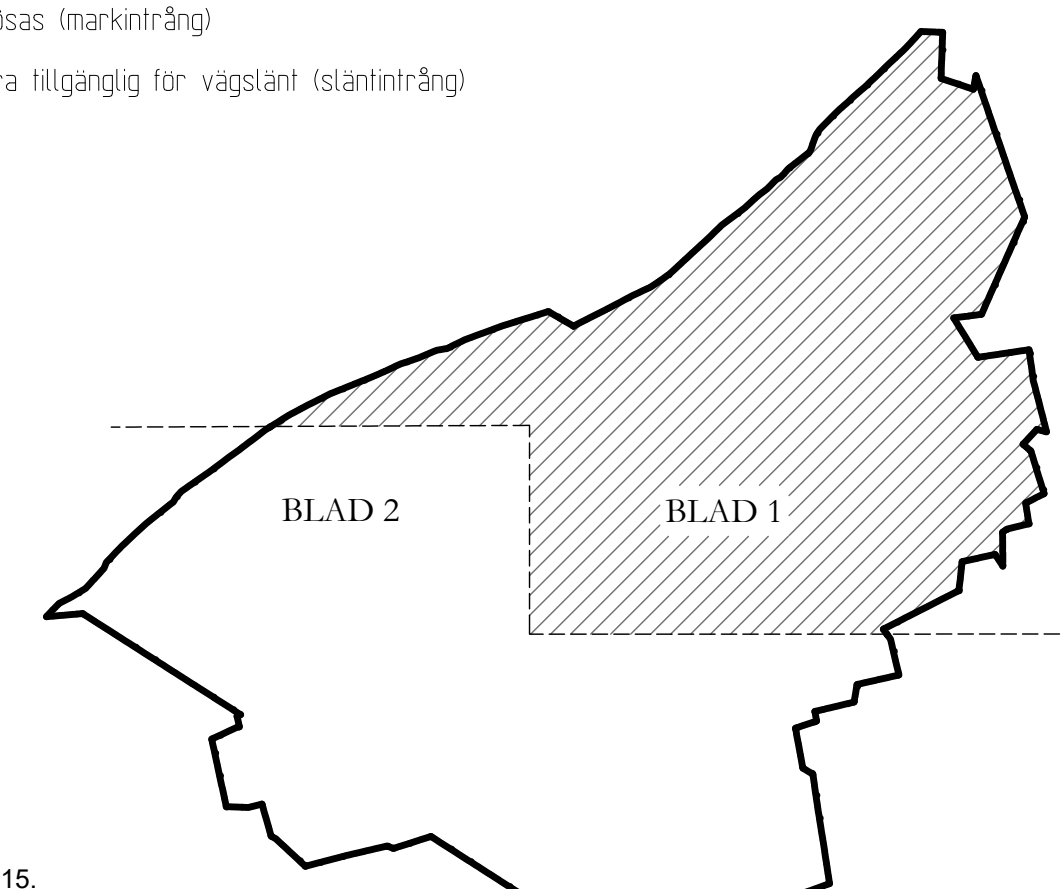 ösas (markintrång)
ra tillgänglig för vägslänt (släntintrång)
BLAD 2
BLAD 1
15.